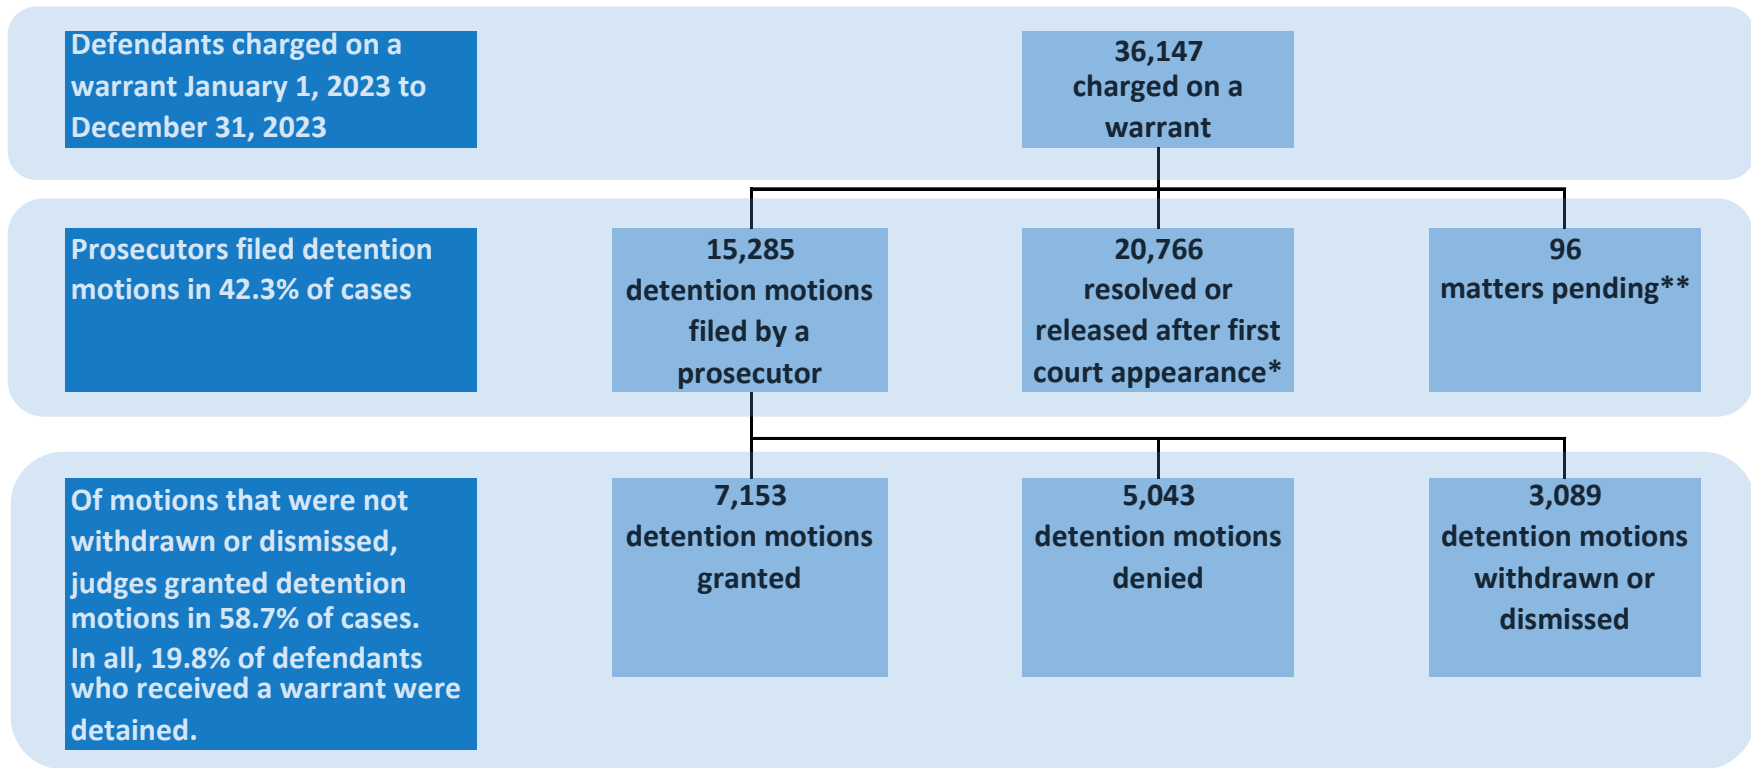 Defendants charged on a
warrant January 1, 2023 to
December 31, 2023
36,147
charged on a
warrant
Prosecutors filed detention
motions in 42.3% of cases
15,285
detention motions
filed by a
prosecutor
20,766
resolved or
released after first
court appearance*
96
matters pending**
Of motions that were not
withdrawn or dismissed,
judges granted detention
motions in 58.7% of cases.
In all, 19.8% of defendants
who received a warrant were
detained.
7,153
detention motions
granted
5,043
detention motions
denied
3,089
detention motions
withdrawn or
dismissed